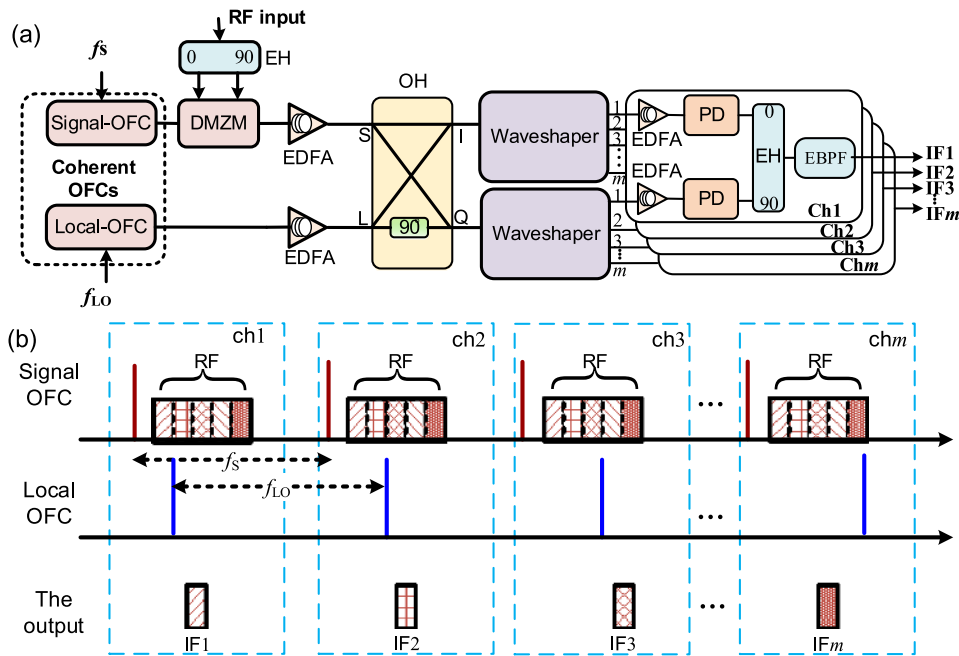 (a)
RF input
0 90
EH
fs
Signal-OFC
DMZM
EDFA
Coherent
OFCs
Local-OFC
fLO
EDFA
OH
S
I
L
90
Q
Waveshaper
1
2
3
m
Waveshaper
1
2
3
m
EDFA
PD
EDFA
PD
0
EH
90
EBPF
Ch1
Ch2
Ch3
Chm
IF1
IF2
IF3
IFm
(b)
ch1
ch2
ch3
chm
Signal
OFC
RF
RF
RF
RF
...
fS
fLO
Local
OFC
...
The
output
...
IF1
IF2
IF3
IFm